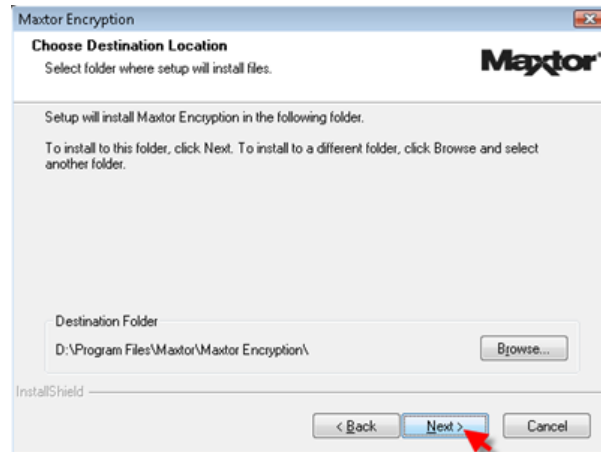 Maxtor Encryption
Choose Destination Location
Select folder where setup will install files.
Maxtor
Setup will install Maxtor Encryption in the following folder.
To install to this folder, click Next. To install to a different folder, click Browse and select
another folder.
Destination Folder
D:\Program Files\Maxtor\Maxtor Encryption\
Browse...
InstallShield
< Back
Next >
Cancel